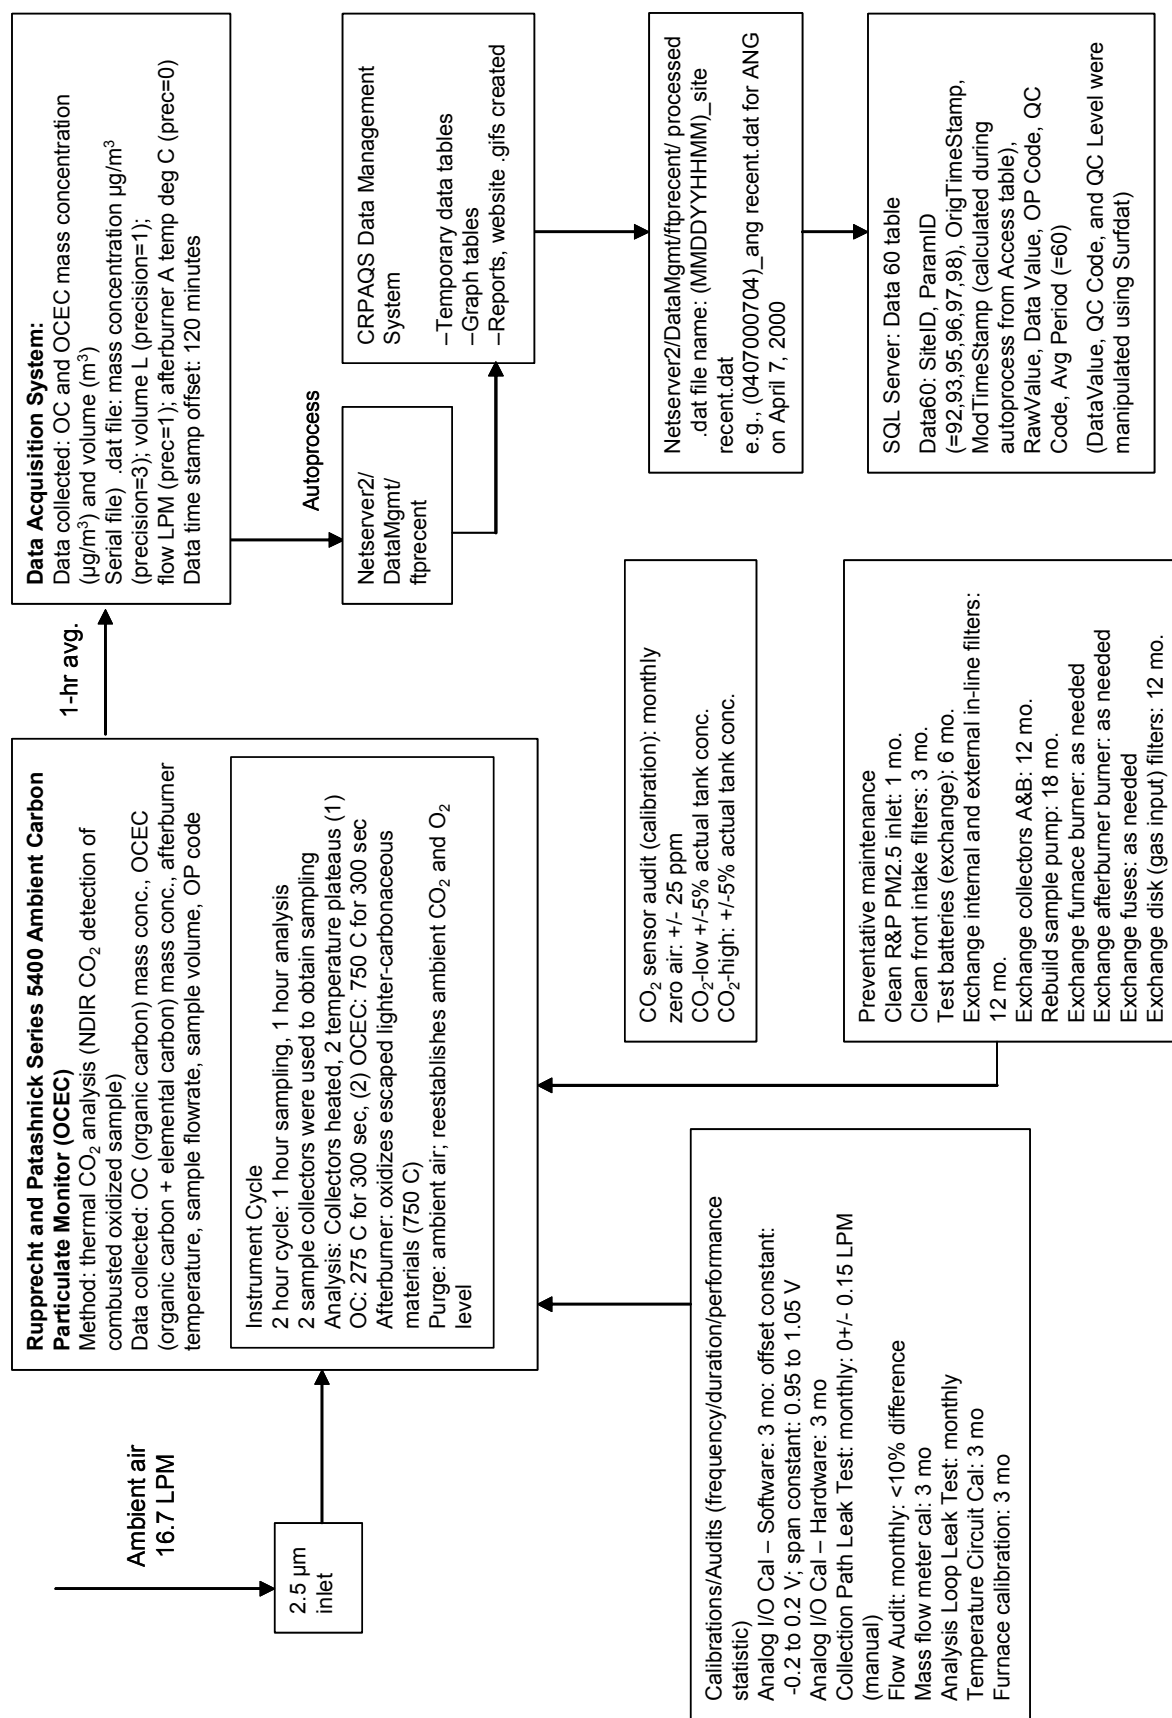 Ambient air
16.7 LPM
2.5 µm
inlet
Rupprecht and Patashnick Series 5400 Ambient Carbon
Particulate Monitor (OCEC)
Method: thermal CO₂ analysis (NDIR CO₂ detection of
combusted oxidized sample)
Data collected: OC (organic carbon) mass conc., OCEC
(organic carbon + elemental carbon) mass conc., afterburner
temperature, sample flowrate, sample volume, OP code
Instrument Cycle
2 hour cycle: 1 hour sampling, 1 hour analysis
2 sample collectors were used to obtain sampling
Analysis: Collectors heated, 2 temperature plateaus (1)
OC: 275 C for 300 sec, (2) OCEC: 750 C for 300 sec
Afterburner: oxidizes escaped lighter-carbonaceous
materials (750 C)
Purge: ambient air; reestablishes ambient CO₂ and O₂
level
1-hr avg.
Data Acquisition System:
Data collected: OC and OCEC mass concentration
(µg/m³) and volume (m³)
Serial file) .dat file: mass concentration µg/m³
(precision=3); volume L (precision=1);
flow LPM (prec=1); afterburner A temp deg C (prec=0)
Data time stamp offset: 120 minutes
Autoprocess
Netserver2/
DataMgmt/
ftprecent
CRPAQS Data Management
System
–Temporary data tables
–Graph tables
–Reports, website .gifs created
Netserver2/DataMgmt/ftprecent/ processed
.dat file name: (MMDDYYHHMM)_site
recent.dat
e.g., (0407000704)_ang recent.dat for ANG
on April 7, 2000
SQL Server: Data 60 table
Data60: SiteID, ParamID
(=92,93,95,96,97,98), OrigTimeStamp,
ModTimeStamp (calculated during
autoprocess from Access table),
RawValue, Data Value, OP Code, QC
Code, Avg Period (=60)
(DataValue, QC Code, and QC Level were
manipulated using Surfdat)
Calibrations/Audits (frequency/duration/performance
statistic)
Analog I/O Cal – Software: 3 mo: offset constant:
-0.2 to 0.2 V; span constant: 0.95 to 1.05 V
Analog I/O Cal – Hardware: 3 mo
Collection Path Leak Test: monthly: 0+/- 0.15 LPM
(manual)
Flow Audit: monthly: <10% difference
Mass flow meter cal: 3 mo
Analysis Loop Leak Test: monthly
Temperature Circuit Cal: 3 mo
Furnace calibration: 3 mo
CO₂ sensor audit (calibration): monthly
zero air: +/- 25 ppm
CO₂-low +/-5% actual tank conc.
CO₂-high: +/-5% actual tank conc.
Preventative maintenance
Clean R&P PM2.5 inlet: 1 mo.
Clean front intake filters: 3 mo.
Test batteries (exchange): 6 mo.
Exchange internal and external in-line filters:
12 mo.
Exchange collectors A&B: 12 mo.
Rebuild sample pump: 18 mo.
Exchange furnace burner: as needed
Exchange afterburner burner: as needed
Exchange fuses: as needed
Exchange disk (gas input) filters: 12 mo.